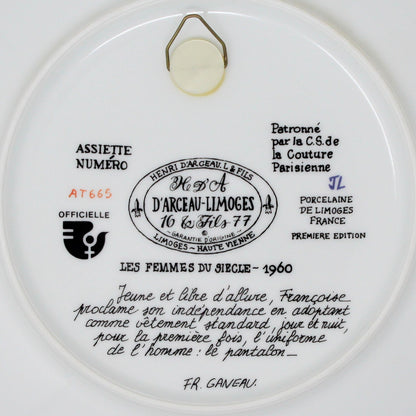 ASSIETTE
NUMÉRO
AT665
OFFICIELLE
HENRI D'ARCEAU. L & FILS
H D'A
D'ARCEAU-LIMOGES
16 & Fils 77
GARANTIE D'ORIGINE
©
LIMOGES - HAUTE VIENNE
Patronné
par la C.S. de
la Couture
Parisienne
JL
PORCELAINE
DE LIMOGES
FRANCE
PREMIÈRE EDITION
LES FEMMES DU SIECLE - 1960
Jeune et libre d'allure, Françoise
proclame son indépendance en adoptant
comme vêtement standard, jour et nuit,
pour la première fois, l'uniforme
de l'homme : le pantalon_
FR. GANEAU.